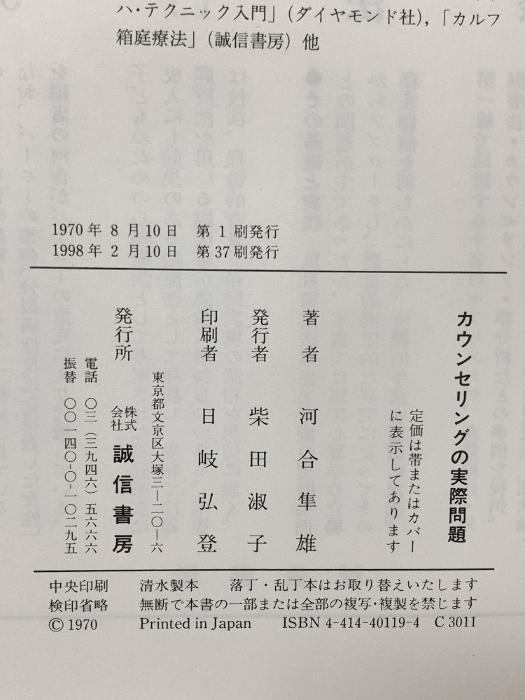 ハ・テクニック入門」(ダイヤモンド社),「カルフ
箱庭療法」(誠信書房) 他
1970年 8月10日 第1刷発行
1998年 2月10日 第37刷発行
カウンセリングの実際問題
定価は帯またはカバー
に表示してあります
著者 河合隼雄
発行者 柴田淑子
印刷者 日岐弘登
東京都文京区大塚三―二〇―六
発行所 株式会社 誠信書房
電話 〇三(三九四六)五六六六
振替 〇〇一四〇-〇-一〇二九五
中央印刷 清水製本 落丁・乱丁本はお取り替えいたします
検印省略 無断で本書の一部または全部の複写・複製を禁じます
©1970 Printed in Japan ISBN 4-414-40119-4 C3011